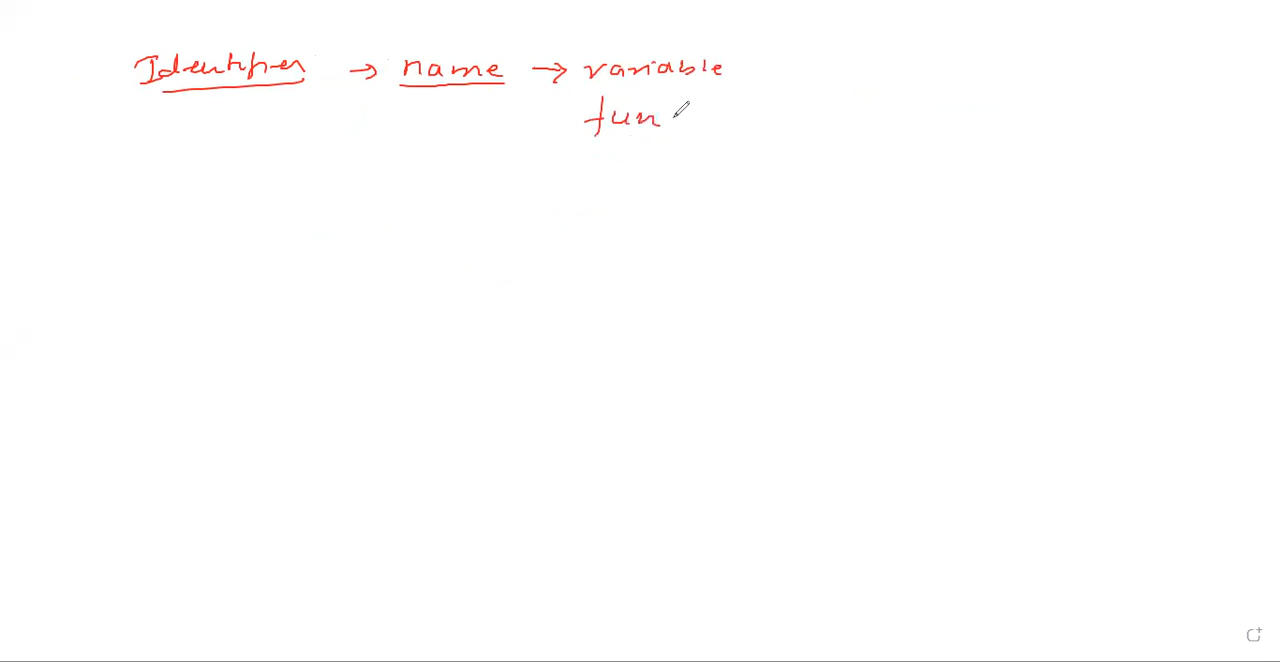 Identifier → name → variable
fun